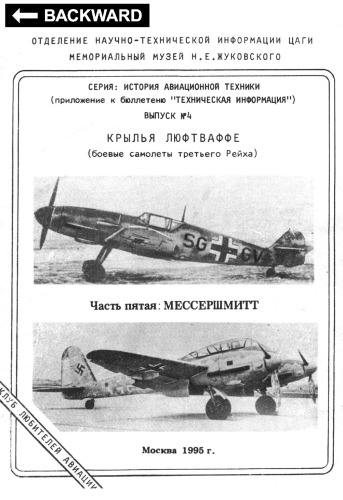 BACKWARD
ОТДЕЛЕНИЕ НАУЧНО-ТЕХНИЧЕСКОЙ ИНФОРМАЦИИ ЦАГИ
МЕМОРИАЛЬНЫЙ МУЗЕЙ Н.Е.ЖУКОВСКОГО
СЕРИЯ: ИСТОРИЯ АВИАЦИОННОЙ ТЕХНИКИ
(приложение к бюллетеню "ТЕХНИЧЕСКАЯ ИНФОРМАЦИЯ")
ВЫПУСК №4
КРЫЛЬЯ ЛЮФТВАФФЕ
(боевые самолеты третьего Рейха)
SG GV
Часть пятая: МЕССЕРШМИТТ
КЛУБ ЛЮБИТЕЛЕЙ АВИАЦИИ
Москва 1995 г.